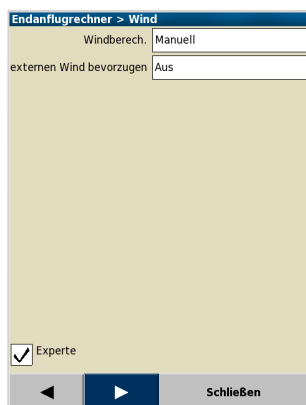 Endanflugrechner > Wind
Windberech. Manuell
externen Wind bevorzugen Aus
Experte
Schließen